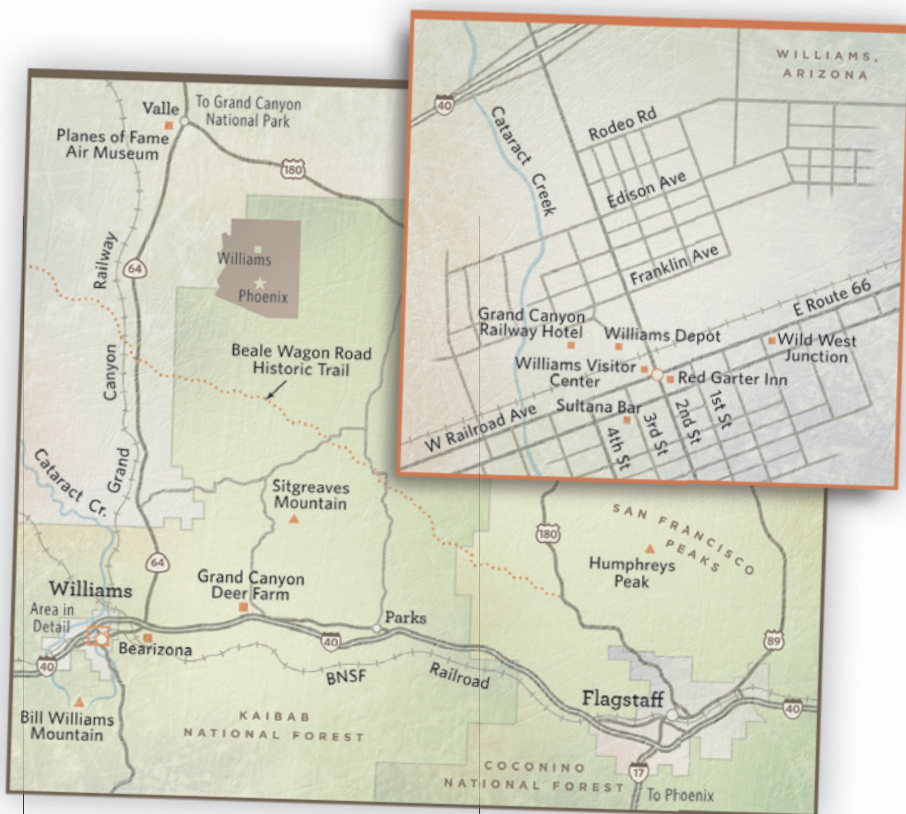 WILLIAMS,
ARIZONA
40
Cataract Creek
Rodeo Rd
Edison Ave
Franklin Ave
E Route 66
Grand Canyon
Railway Hotel
Williams Depot
Wild West
Junction
Williams Visitor
Center
Red Garter Inn
Sultana Bar
W Railroad Ave
4th St
3rd St
2nd St
1st St
Valle
To Grand Canyon
National Park
Planes of Fame
Air Museum
180
Williams
Phoenix
64
Grand Canyon Railway
Beale Wagon Road
Historic Trail
Cataract Cr.
Sitgreaves
Mountain
180
SAN FRANCISCO
PEAKS
Humphreys
Peak
64
Williams
Area in
Detail
Grand Canyon
Deer Farm
Parks
Bearizona
40
40
89
BNSF Railroad
Flagstaff
40
Bill Williams
Mountain
KAIBAB
NATIONAL FOREST
COCONINO
NATIONAL FOREST
17
To Phoenix